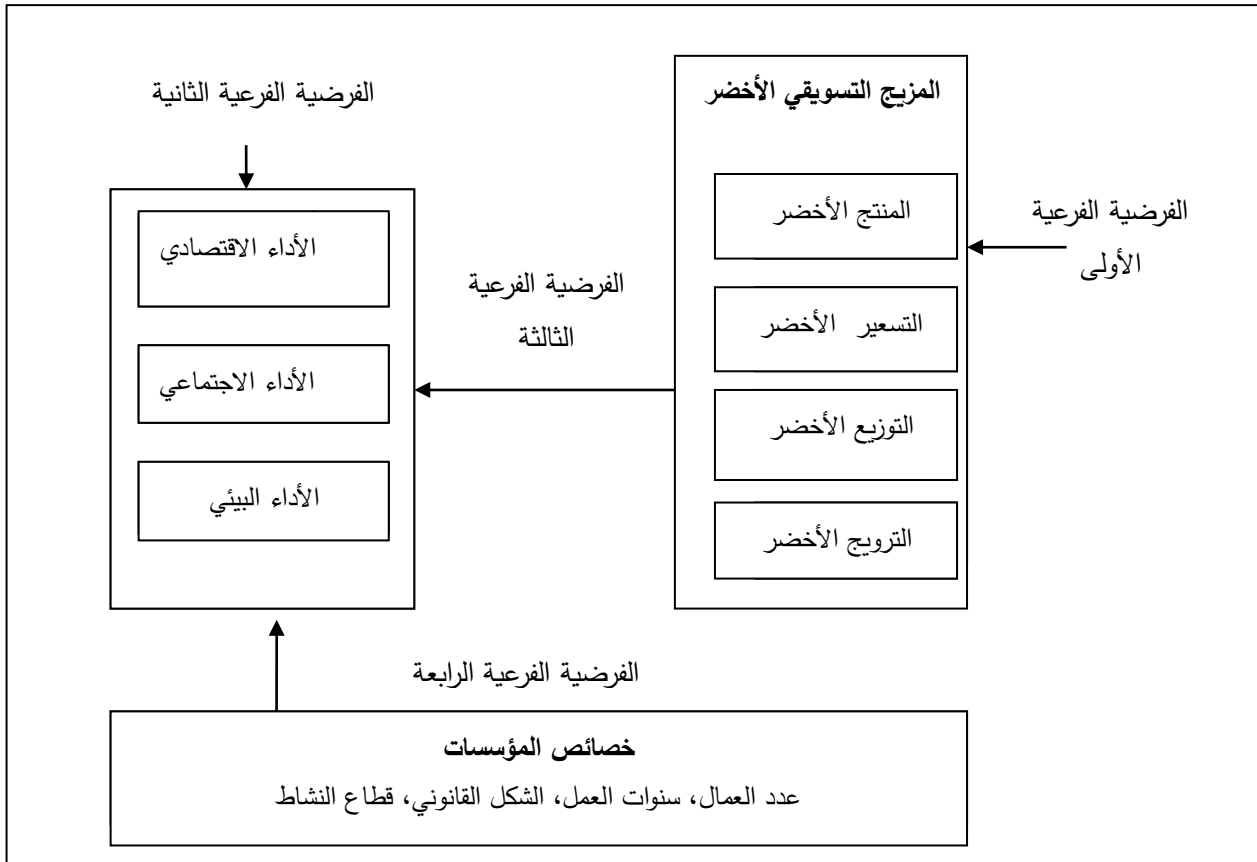 المزيج التسويقي الأخضر
المنتج الأخضر
التسعير الأخضر
التوزيع الأخضر
الترويج الأخضر
الفرضية الفرعية
الأولى
الفرضية الفرعية
الثالثة
الفرضية الفرعية الثانية
الأداء الاقتصادي
الأداء الاجتماعي
الأداء البيئي
الفرضية الفرعية الرابعة
خصائص المؤسسات
عدد العمال، سنوات العمل، الشكل القانوني، قطاع النشاط